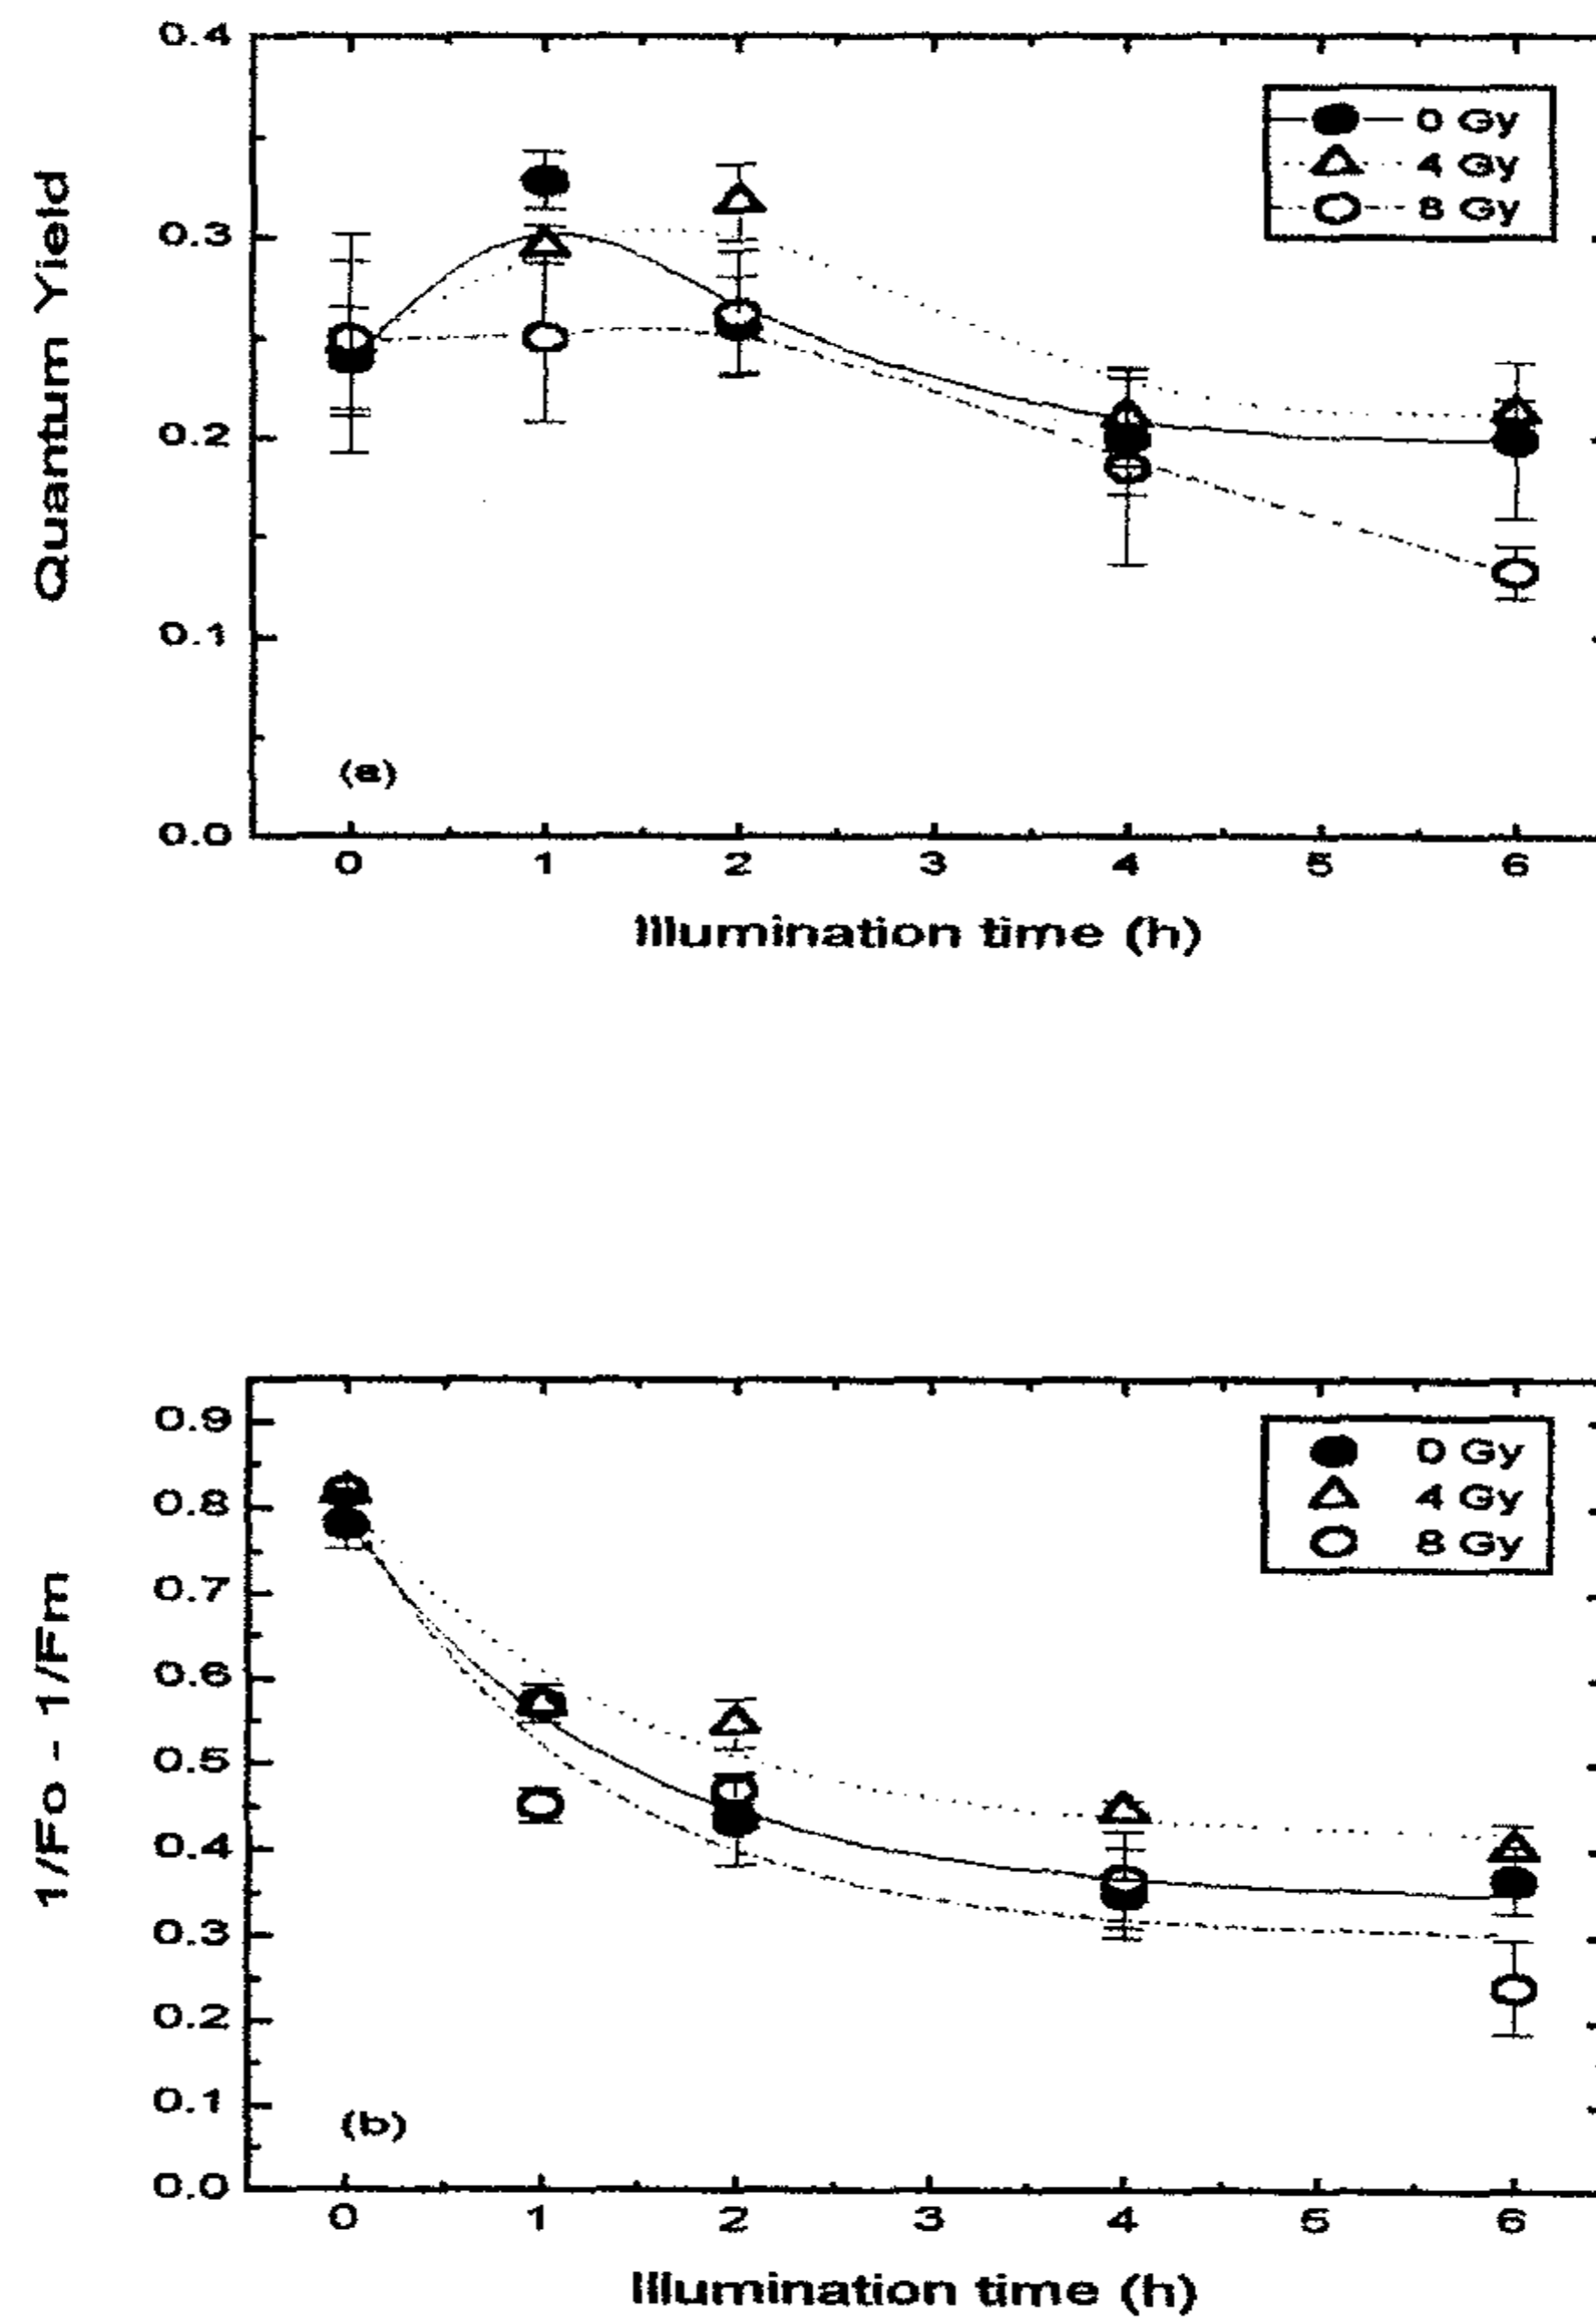 0.4
0.3
0.2
0.1
0.0
Quantum Yield
0 Gy
4 Gy
8 Gy
(a)
0 1 2 3 4 5 6
Illumination time (h)
0.9
0.8
0.7
0.6
0.5
0.4
0.3
0.2
0.1
0.0
1/Fo - 1/Fm
0 Gy
4 Gy
8 Gy
(b)
0 1 2 3 4 5 6
Illumination time (h)